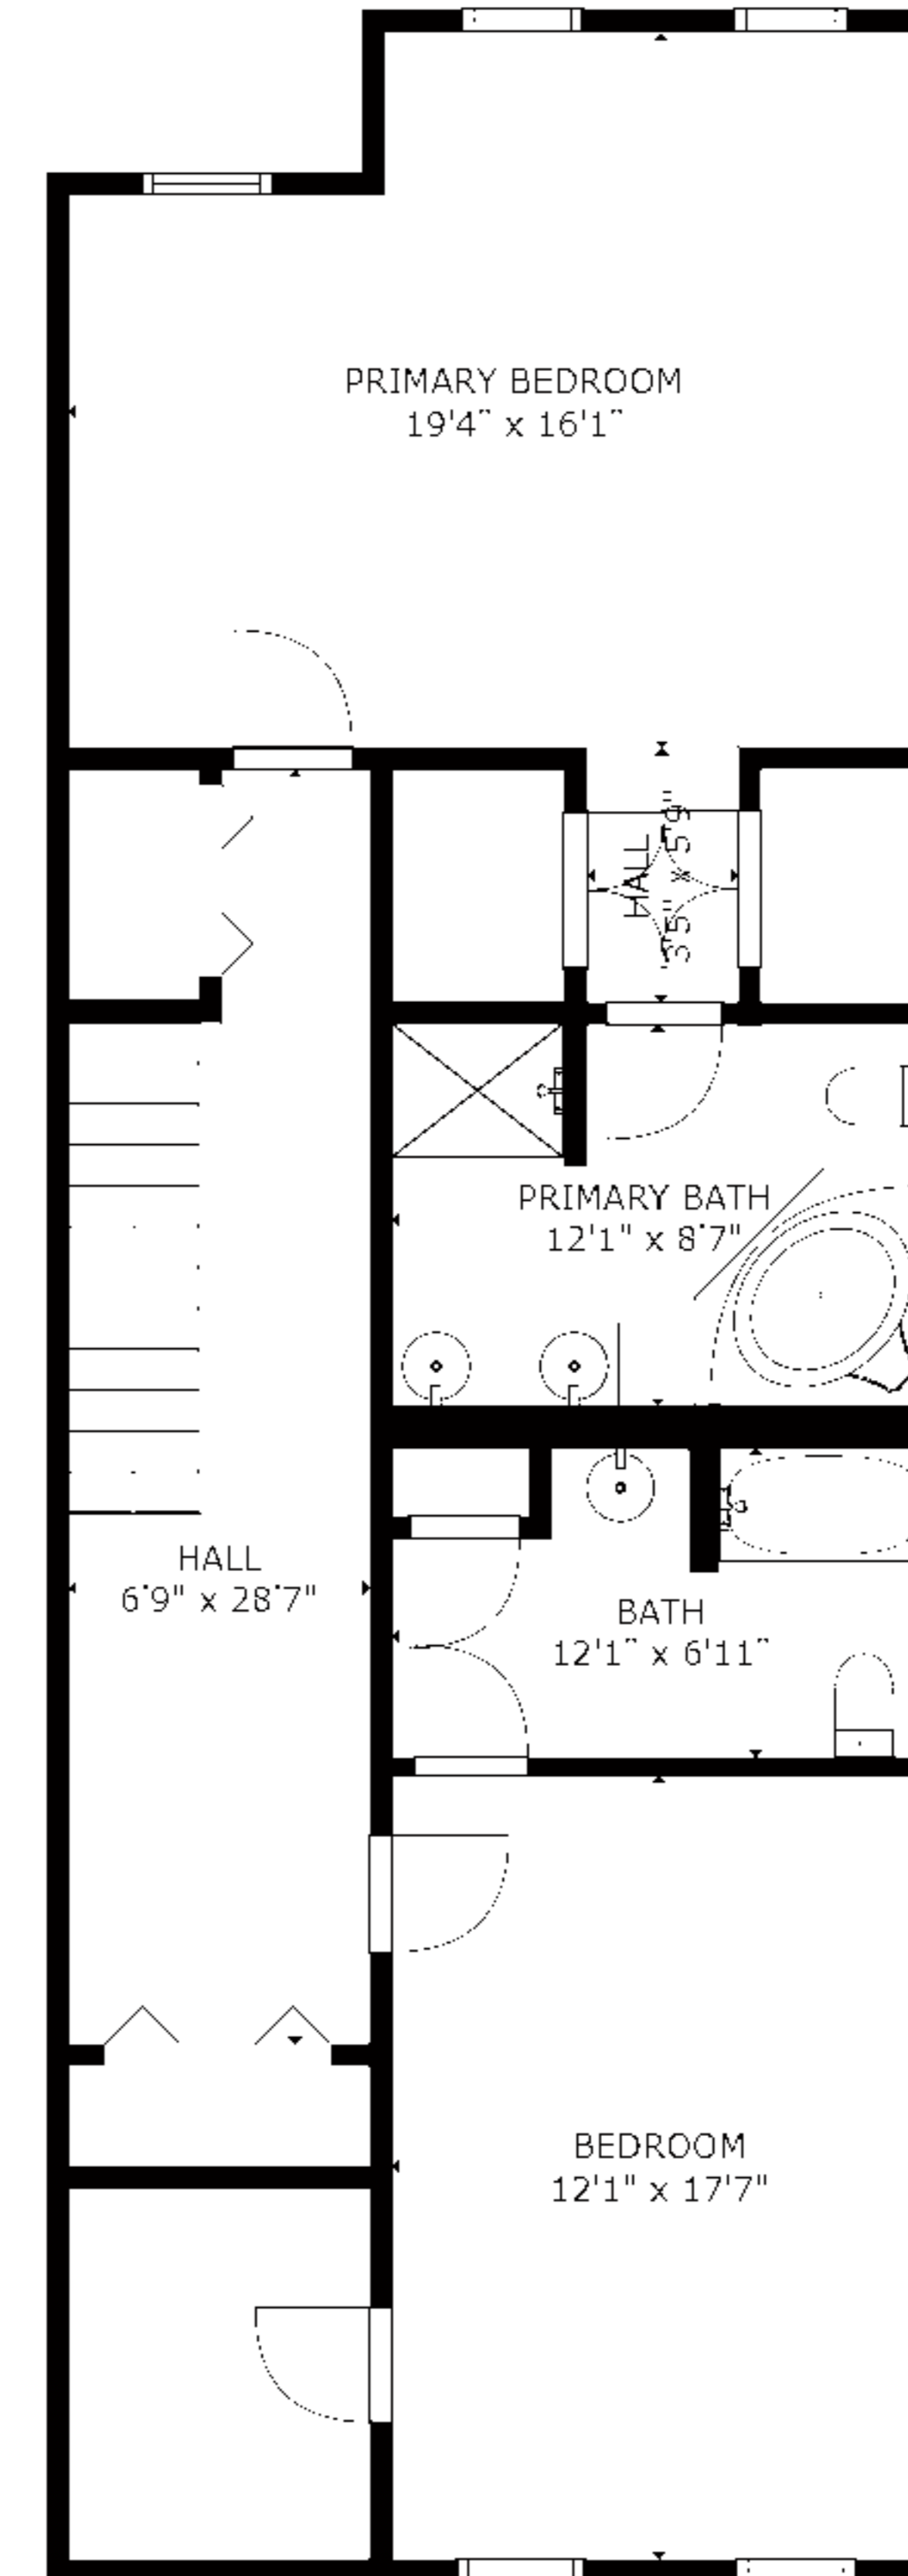 PRIMARY BEDROOM
19'4" x 16'1"
HALL
3'5" x 5'9"
PRIMARY BATH
12'1" x 8'7"
HALL
6'9" x 28'7"
BATH
12'1" x 6'11"
BEDROOM
12'1" x 17'7"